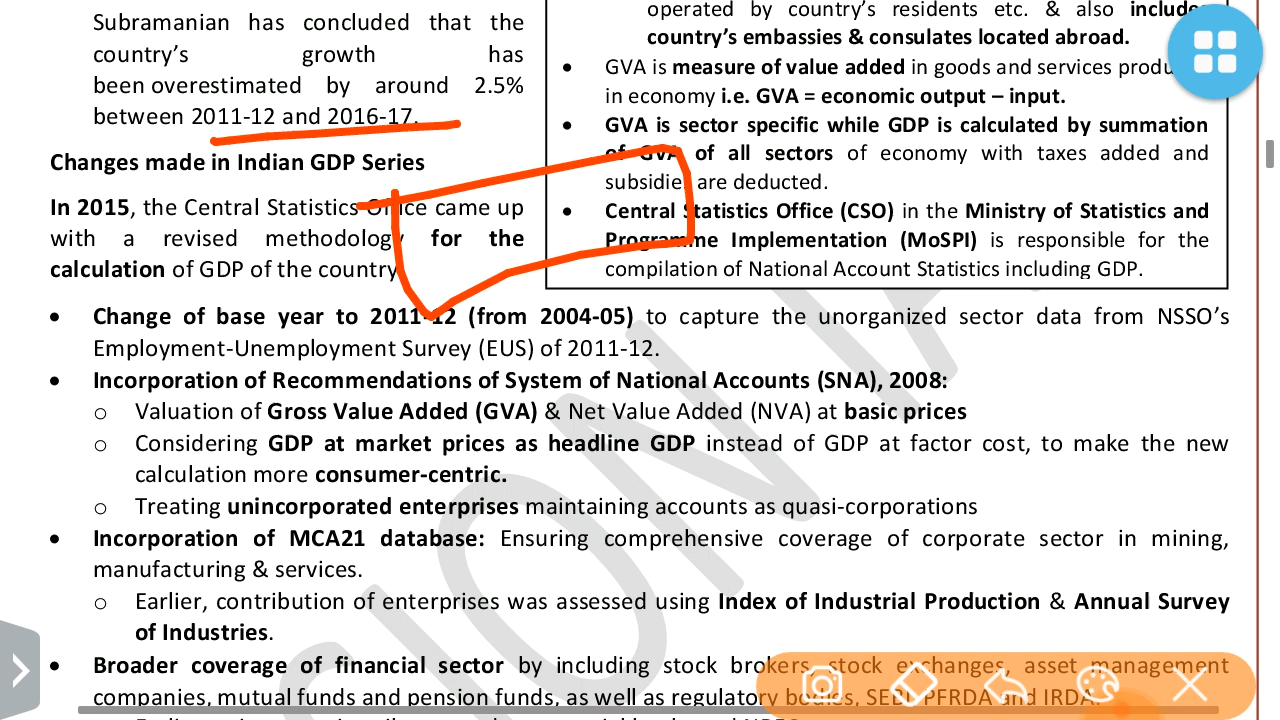 Subramanian has concluded that the
country's growth has
been overestimated by around 2.5%
between 2011-12 and 2016-17.
Changes made in Indian GDP Series
In 2015, the Central Statistics Office came up
with a revised methodology for the
calculation of GDP of the country
operated by country's residents etc. & also includes
country's embassies & consulates located abroad.
• GVA is measure of value added in goods and services
in economy i.e. GVA = economic output – input.
• GVA is sector specific while GDP is calculated by summation
of GVA of all sectors of economy with taxes added and
subsidies are deducted.
• Central Statistics Office (CSO) in the Ministry of Statistics and
Programme Implementation (MoSPI) is responsible for the
compilation of National Account Statistics including GDP.
• Change of base year to 2011-12 (from 2004-05) to capture the unorganized sector data from NSSO's
Employment-Unemployment Survey (EUS) of 2011-12.
• Incorporation of Recommendations of System of National Accounts (SNA), 2008:
o Valuation of Gross Value Added (GVA) & Net Value Added (NVA) at basic prices
o Considering GDP at market prices as headline GDP instead of GDP at factor cost, to make the new
calculation more consumer-centric.
o Treating unincorporated enterprises maintaining accounts as quasi-corporations
• Incorporation of MCA21 database: Ensuring comprehensive coverage of corporate sector in mining,
manufacturing & services.
o Earlier, contribution of enterprises was assessed using Index of Industrial Production & Annual Survey
of Industries.
• Broader coverage of financial sector by including stock brokers, stock exchanges, asset management
companies, mutual funds and pension funds, as well as regulatory bodies, SEBI, PFRDA and IRDA.